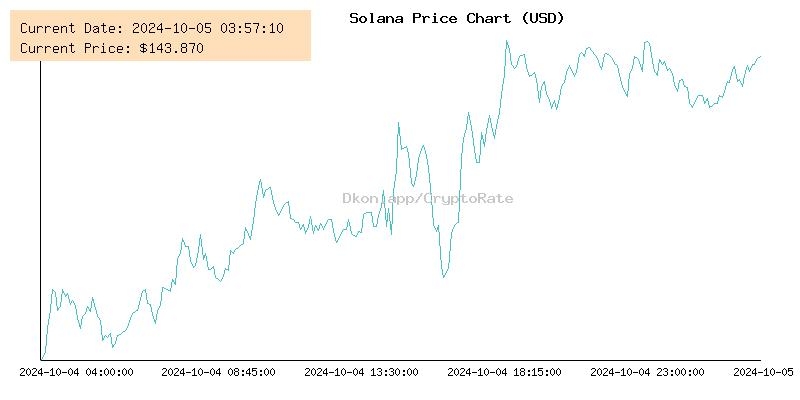 Solana Price Chart (USD)
Current Date: 2024-10-05 03:57:10
Current Price: $143.870
Dkon.app/CryptoRate
2024-10-04 04:00:00
2024-10-04 08:45:00
2024-10-04 13:30:00
2024-10-04 18:15:00
2024-10-04 23:00:00
2024-10-05